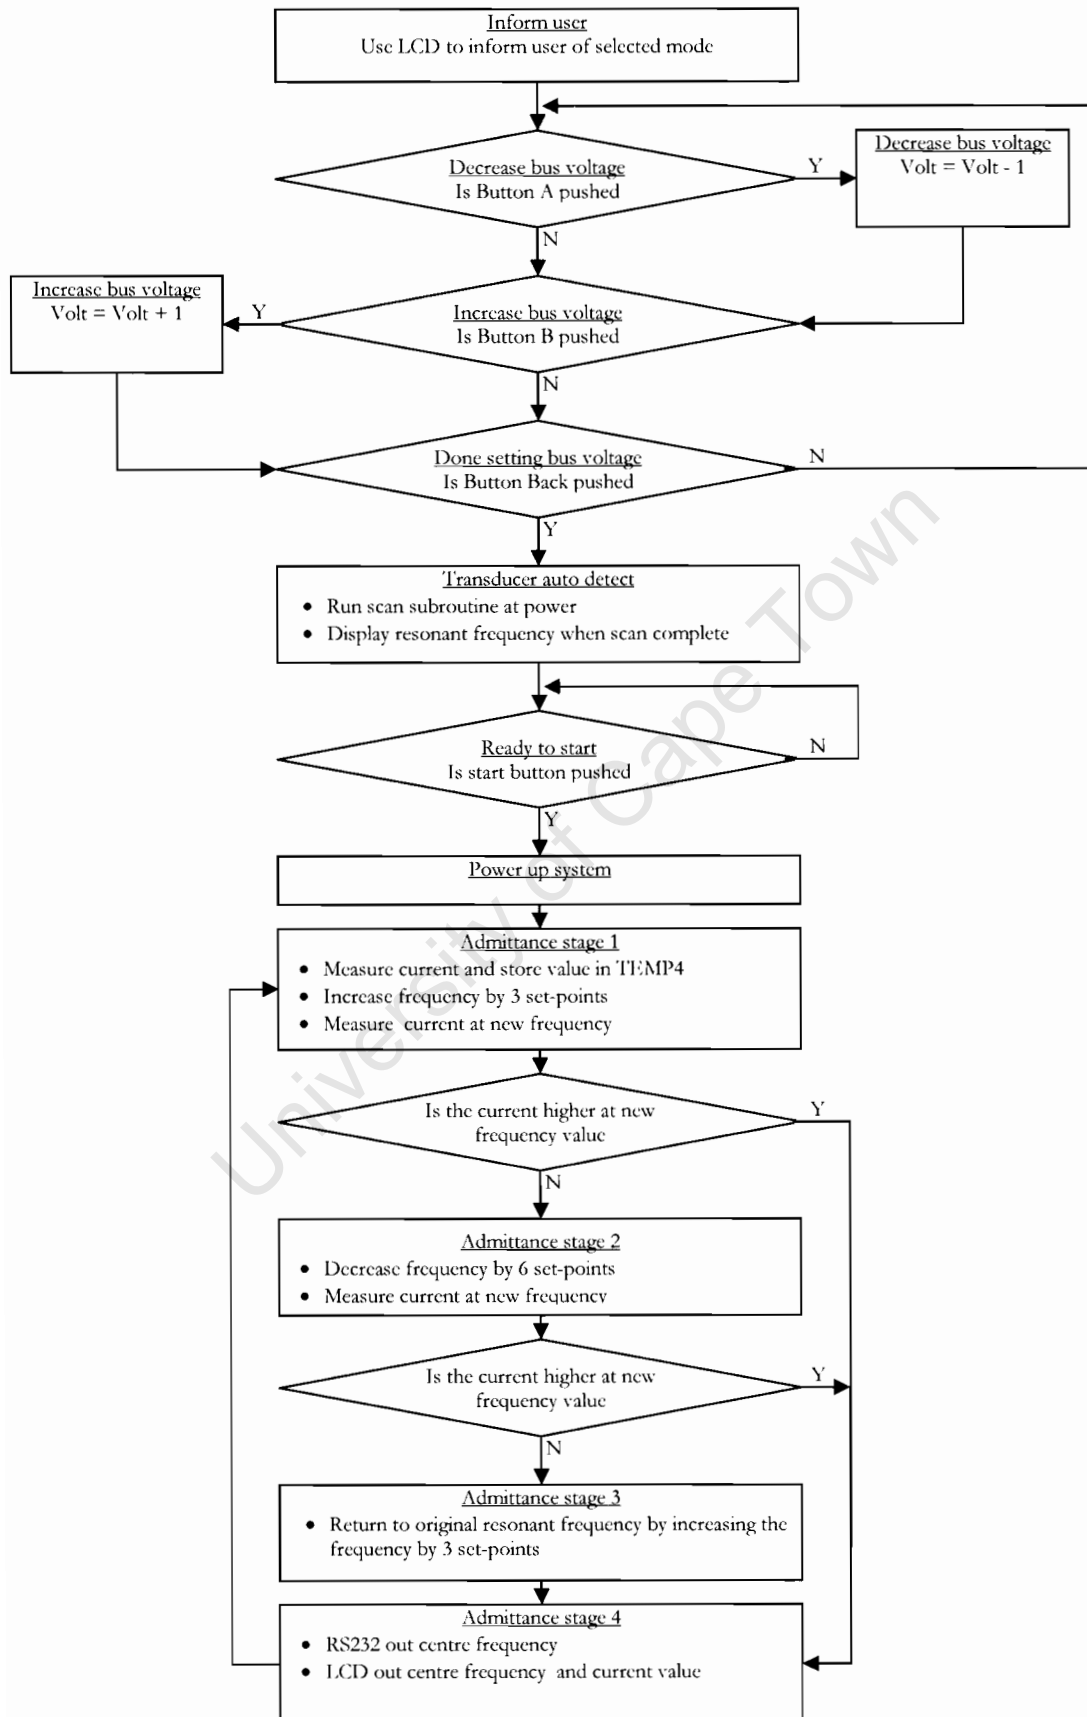 Inform user
Use LCD to inform user of selected mode
Decrease bus voltage
Is Button A pushed
Y
Decrease bus voltage
Volt = Volt - 1
N
Increase bus voltage
Volt = Volt + 1
Y
Increase bus voltage
Is Button B pushed
N
Done setting bus voltage
Is Button Back pushed
N
Y
Transducer auto detect
• Run scan subroutine at power
• Display resonant frequency when scan complete
Ready to start
Is start button pushed
N
Y
Power up system
Admittance stage 1
• Measure current and store value in TEMP4
• Increase frequency by 3 set-points
• Measure current at new frequency
Is the current higher at new
frequency value
Y
N
Admittance stage 2
• Decrease frequency by 6 set-points
• Measure current at new frequency
Is the current higher at new
frequency value
Y
N
Admittance stage 3
• Return to original resonant frequency by increasing the
frequency by 3 set-points
Admittance stage 4
• RS232 out centre frequency
• LCD out centre frequency and current value
University of Cape Town